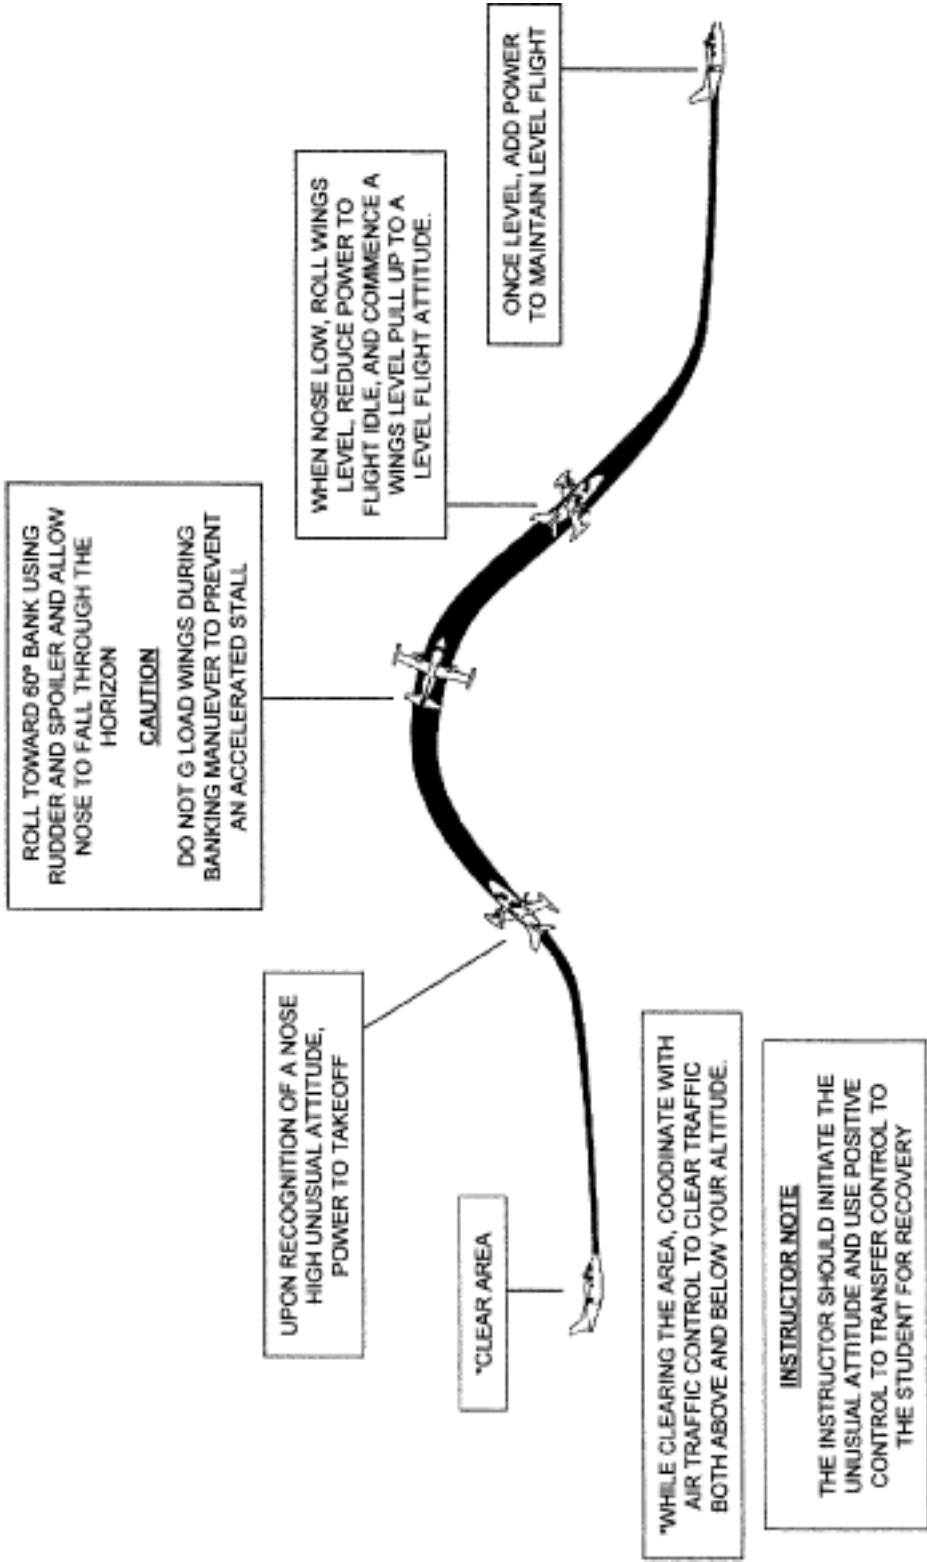 *CLEAR AREA
UPON RECOGNITION OF A NOSE
HIGH UNUSUAL ATTITUDE,
POWER TO TAKEOFF
ROLL TOWARD 60° BANK USING
RUDDER AND SPOILER AND ALLOW
NOSE TO FALL THROUGH THE
HORIZON
CAUTION
DO NOT G LOAD WINGS DURING
BANKING MANUEVER TO PREVENT
AN ACCELERATED STALL
WHEN NOSE LOW, ROLL WINGS
LEVEL, REDUCE POWER TO
FLIGHT IDLE, AND COMMENCE A
WINGS LEVEL PULL UP TO A
LEVEL FLIGHT ATTITUDE.
ONCE LEVEL, ADD POWER
TO MAINTAIN LEVEL FLIGHT
*WHILE CLEARING THE AREA, COODINATE WITH
AIR TRAFFIC CONTROL TO CLEAR TRAFFIC
BOTH ABOVE AND BELOW YOUR ALTITUDE.
INSTRUCTOR NOTE
THE INSTRUCTOR SHOULD INITIATE THE
UNUSUAL ATTITUDE AND USE POSITIVE
CONTROL TO TRANSFER CONTROL TO
THE STUDENT FOR RECOVERY